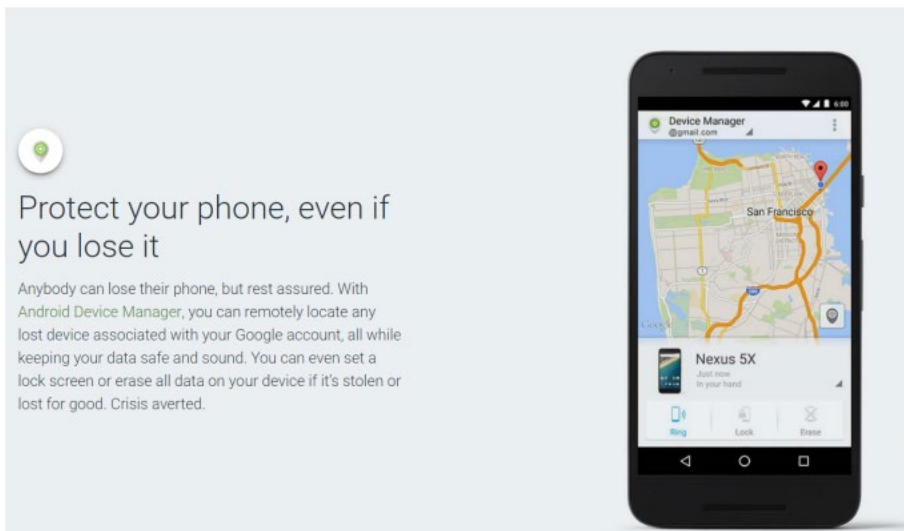 Protect your phone, even if
you lose it
Anybody can lose their phone, but rest assured. With
Android Device Manager, you can remotely locate any
lost device associated with your Google account, all while
keeping your data safe and sound. You can even set a
lock screen or erase all data on your device if it's stolen or
lost for good. Crisis averted.
6:00
Device Manager
@gmail.com
San Francisco
1
Google
Nexus 5X
Just now
In your hand
Ring
Lock
Erase